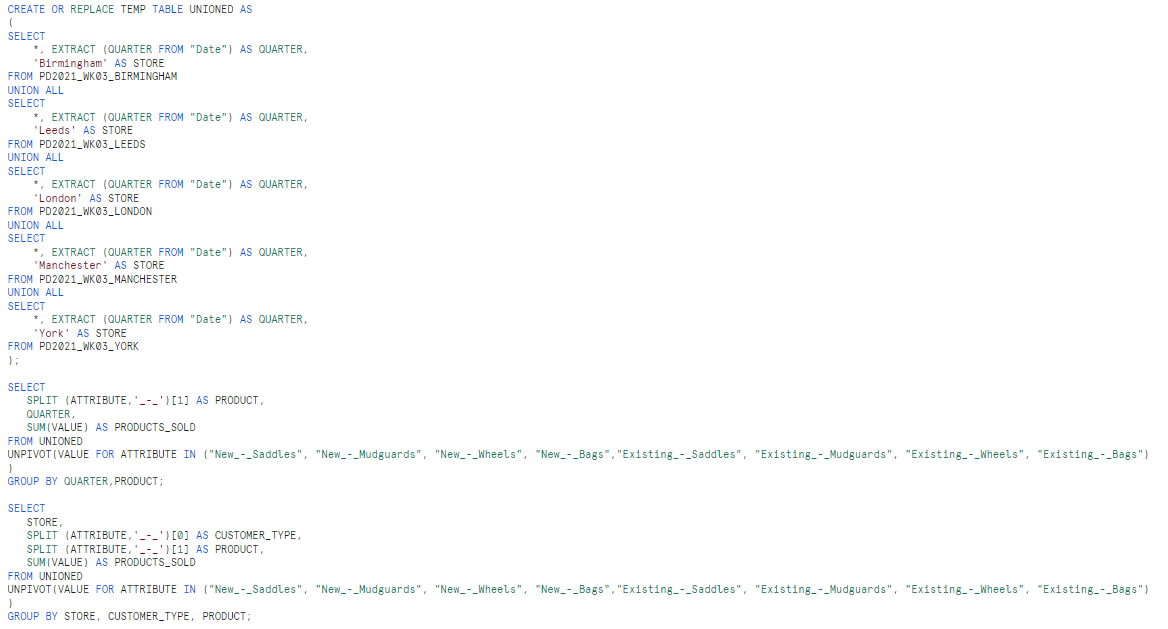 CREATE OR REPLACE TEMP TABLE UNIONED AS
(
SELECT
    *, EXTRACT (QUARTER FROM "Date") AS QUARTER,
    'Birmingham' AS STORE
FROM PD2021_WK03_BIRMINGHAM
UNION ALL
SELECT
    *, EXTRACT (QUARTER FROM "Date") AS QUARTER,
    'Leeds' AS STORE
FROM PD2021_WK03_LEEDS
UNION ALL
SELECT
    *, EXTRACT (QUARTER FROM "Date") AS QUARTER,
    'London' AS STORE
FROM PD2021_WK03_LONDON
UNION ALL
SELECT
    *, EXTRACT (QUARTER FROM "Date") AS QUARTER,
    'Manchester' AS STORE
FROM PD2021_WK03_MANCHESTER
UNION ALL
SELECT
    *, EXTRACT (QUARTER FROM "Date") AS QUARTER,
    'York' AS STORE
FROM PD2021_WK03_YORK
);

SELECT
   SPLIT (ATTRIBUTE,'_-_')[1] AS PRODUCT,
   QUARTER,
   SUM(VALUE) AS PRODUCTS_SOLD
FROM UNIONED
UNPIVOT(VALUE FOR ATTRIBUTE IN ("New_-_Saddles", "New_-_Mudguards", "New_-_Wheels", "New_-_Bags","Existing_-_Saddles", "Existing_-_Mudguards", "Existing_-_Wheels", "Existing_-_Bags")
)
GROUP BY QUARTER,PRODUCT;

SELECT
   STORE,
   SPLIT (ATTRIBUTE,'_-_')[0] AS CUSTOMER_TYPE,
   SPLIT (ATTRIBUTE,'_-_')[1] AS PRODUCT,
   SUM(VALUE) AS PRODUCTS_SOLD
FROM UNIONED
UNPIVOT(VALUE FOR ATTRIBUTE IN ("New_-_Saddles", "New_-_Mudguards", "New_-_Wheels", "New_-_Bags","Existing_-_Saddles", "Existing_-_Mudguards", "Existing_-_Wheels", "Existing_-_Bags")
)
GROUP BY STORE, CUSTOMER_TYPE, PRODUCT;